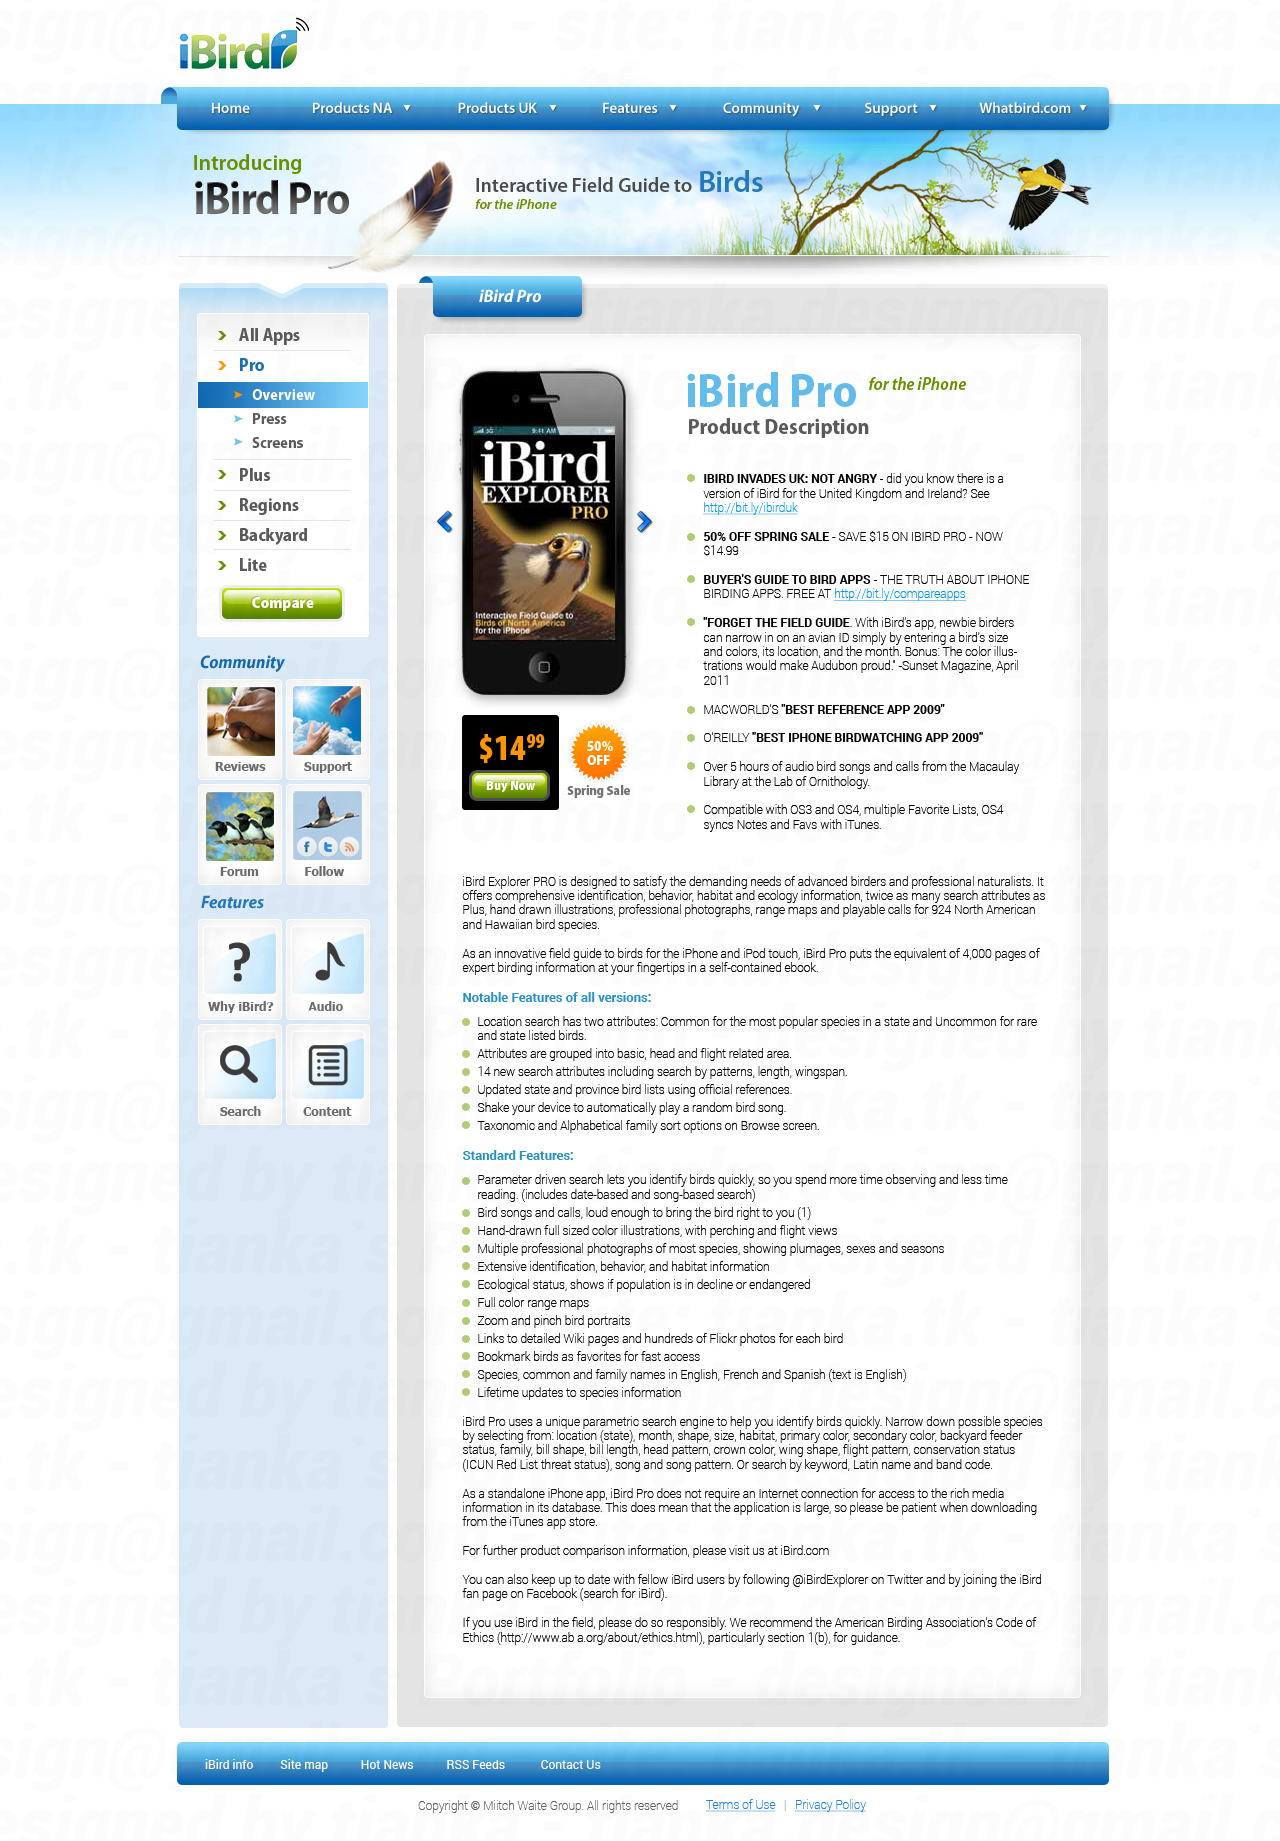 iBird
Home
Products NA
Products UK
Features
Community
Support
Whatbird.com
Introducing
iBird Pro
Interactive Field Guide to Birds
for the iPhone
All Apps
Pro
Overview
Press
Screens
Plus
Regions
Backyard
Lite
Compare
Community
Reviews
Support
Forum
Follow
Features
Why iBird?
Audio
Search
Content
iBird Pro
3G
9:41 AM
iBird
EXPLORER
PRO
Interactive Field Guide to
Birds of North America
for the iPhone
$1499
Buy Now
50%
OFF
Spring Sale
iBird Pro for the iPhone
Product Description
IBIRD INVADES UK: NOT ANGRY - did you know there is a
version of iBird for the United Kingdom and Ireland? See
http://bit.ly/ibirduk
50% OFF SPRING SALE - SAVE $15 ON IBIRD PRO - NOW
$14.99
BUYER'S GUIDE TO BIRD APPS - THE TRUTH ABOUT IPHONE
BIRDING APPS. FREE AT http://bit.ly/compareapps
"FORGET THE FIELD GUIDE. With iBird's app, newbie birders
can narrow in on an avian ID simply by entering a bird's size
and colors, its location, and the month. Bonus: The color illus-
trations would make Audubon proud." -Sunset Magazine, April
2011
MACWORLD'S "BEST REFERENCE APP 2009"
O'REILLY "BEST IPHONE BIRDWATCHING APP 2009"
Over 5 hours of audio bird songs and calls from the Macaulay
Library at the Lab of Ornithology.
Compatible with OS3 and OS4, multiple Favorite Lists, OS4
syncs Notes and Favs with iTunes.
iBird Explorer PRO is designed to satisfy the demanding needs of advanced birders and professional naturalists. It
offers comprehensive identification, behavior, habitat and ecology information, twice as many search attributes as
Plus, hand drawn illustrations, professional photographs, range maps and playable calls for 924 North American
and Hawaiian bird species.
As an innovative field guide to birds for the iPhone and iPod touch, iBird Pro puts the equivalent of 4,000 pages of
expert birding information at your fingertips in a self-contained ebook.
Notable Features of all versions:
Location search has two attributes: Common for the most popular species in a state and Uncommon for rare
and state listed birds.
Attributes are grouped into basic, head and flight related area.
14 new search attributes including search by patterns, length, wingspan.
Updated state and province bird lists using official references.
Shake your device to automatically play a random bird song.
Taxonomic and Alphabetical family sort options on Browse screen.
Standard Features:
Parameter driven search lets you identify birds quickly, so you spend more time observing and less time
reading. (includes date-based and song-based search)
Bird songs and calls, loud enough to bring the bird right to you (1)
Hand-drawn full sized color illustrations, with perching and flight views
Multiple professional photographs of most species, showing plumages, sexes and seasons
Extensive identification, behavior, and habitat information
Ecological status, shows if population is in decline or endangered
Full color range maps
Zoom and pinch bird portraits
Links to detailed Wiki pages and hundreds of Flickr photos for each bird
Bookmark birds as favorites for fast access
Species, common and family names in English, French and Spanish (text is English)
Lifetime updates to species information
iBird Pro uses a unique parametric search engine to help you identify birds quickly. Narrow down possible species
by selecting from: location (state), month, shape, size, habitat, primary color, secondary color, backyard feeder
status, family, bill shape, bill length, head pattern, crown color, wing shape, flight pattern, conservation status
(ICUN Red List threat status), song and song pattern. Or search by keyword, Latin name and band code.
As a standalone iPhone app, iBird Pro does not require an Internet connection for access to the rich media
information in its database. This does mean that the application is large, so please be patient when downloading
from the iTunes app store.
For further product comparison information, please visit us at iBird.com
You can also keep up to date with fellow iBird users by following @iBirdExplorer on Twitter and by joining the iBird
fan page on Facebook (search for iBird).
If you use iBird in the field, please do so responsibly. We recommend the American Birding Association's Code of
Ethics (http://www.ab a.org/about/ethics.html), particularly section 1(b), for guidance.
iBird info
Site map
Hot News
RSS Feeds
Contact Us
Copyright © Miitch Waite Group. All rights reserved
Terms of Use | Privacy Policy